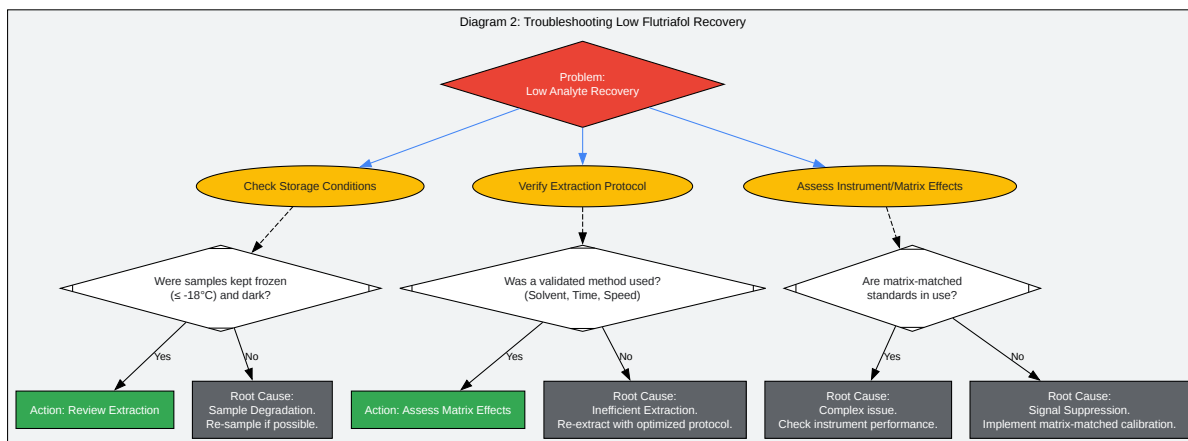 Diagram 2: Troubleshooting Low Flutriafol Recovery
Problem:
Low Analyte Recovery
Check Storage Conditions
Verify Extraction Protocol
Assess Instrument/Matrix Effects
Were samples kept frozen
(≤ -18°C) and dark?
Was a validated method used?
(Solvent, Time, Speed)
Are matrix-matched
standards in use?
Yes
No
Yes
No
Yes
No
Action: Review Extraction
Root Cause:
Sample Degradation.
Re-sample if possible.
Action: Assess Matrix Effects
Root Cause:
Inefficient Extraction.
Re-extract with optimized protocol.
Root Cause:
Complex issue.
Check instrument performance.
Root Cause:
Signal Suppression.
Implement matrix-matched calibration.